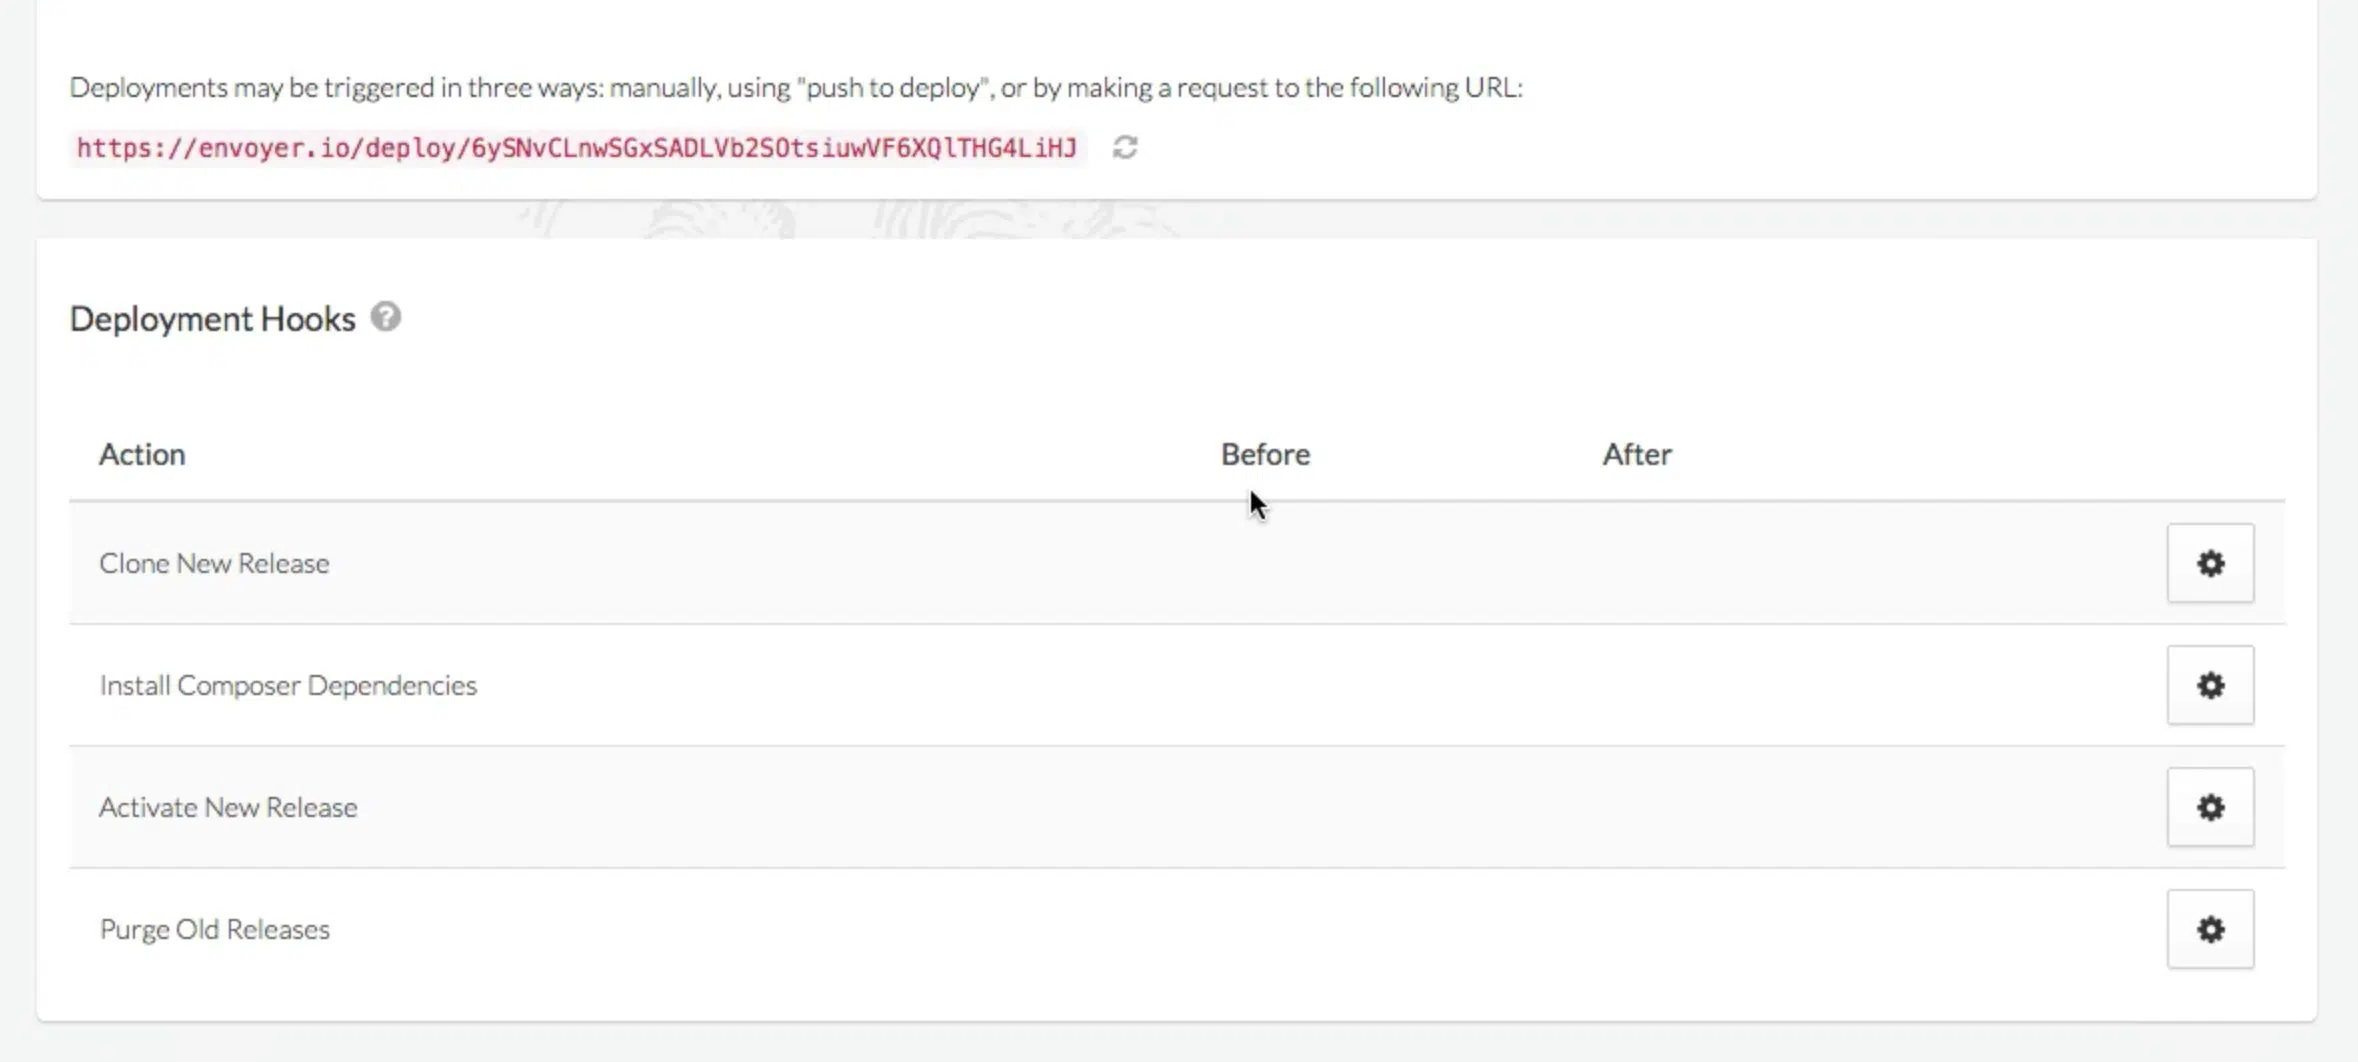 Deployments may be triggered in three ways: manually, using "push to deploy", or by making a request to the following URL:
https://envoyer.io/deploy/6ySNvCLnwSGxSADLVb2SOtsiuwVF6XQlTHG4LiHJ
Deployment Hooks ?
Action Before After
Clone New Release
Install Composer Dependencies
Activate New Release
Purge Old Releases